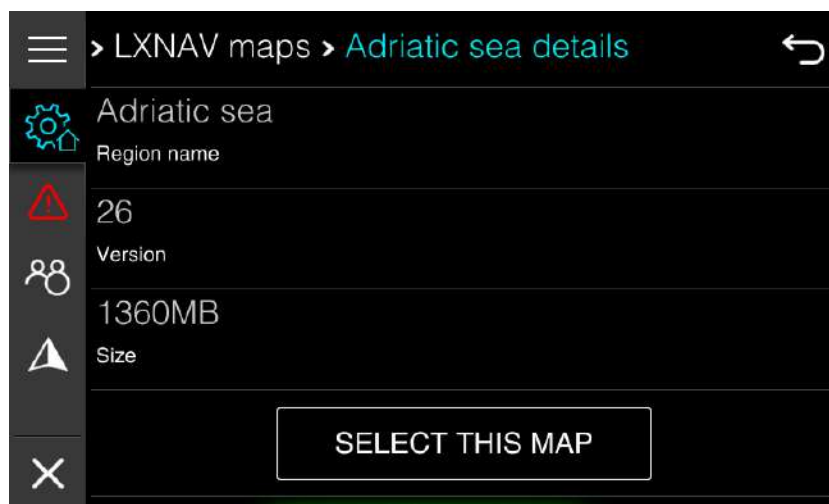 > LXNAV maps > Adriatic sea details
Adriatic sea
Region name
26
Version
1360MB
Size
SELECT THIS MAP